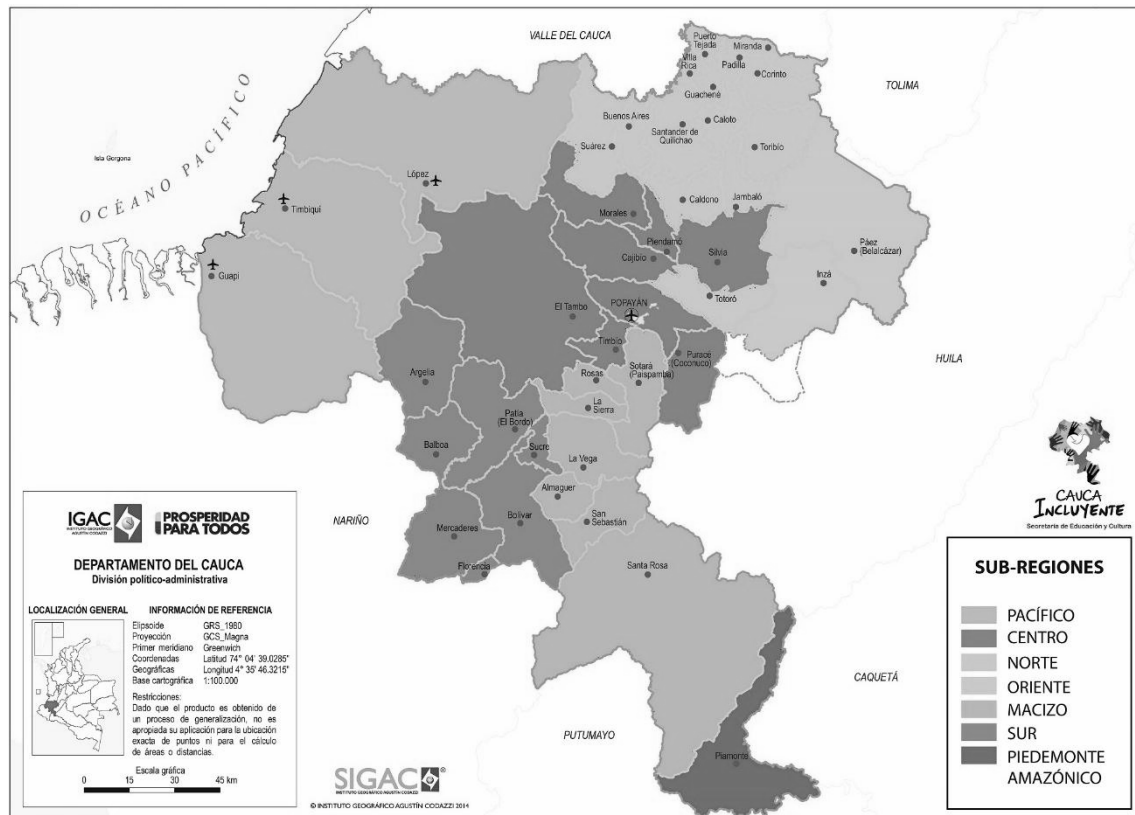 VALLE DEL CAUCA
TOLIMA
HUILA
CAQUETÁ
PUTUMAYO
NARIÑO
OCÉANO PACÍFICO
Isla Gorgona
Puerto
Tejada
Miranda
Villa
Rica
Padilla
Corinto
Guachené
Buenos Aires
Santander de
Quilichao
Caloto
Suárez
Toribío
López
Timbiquí
Guapi
Caldono
Jambaló
Morales
Piendamó
Cajibío
Silvia
Páez
(Belalcázar)
Inzá
Totoró
El Tambo
POPAYÁN
Timbío
Puracé
(Coconuco)
Sotará
(Paispamba)
Rosas
Argelia
La
Sierra
Patía
(El Bordo)
Balboa
Sucre
La Vega
Almaguer
San
Sebastián
Bolívar
Mercaderes
Florencia
Santa Rosa
Piamonte
IGAC
INSTITUTO GEOGRÁFICO
AGUSTÍN CODAZZI
PROSPERIDAD
PARA TODOS
DEPARTAMENTO DEL CAUCA
División político-administrativa
LOCALIZACIÓN GENERAL
INFORMACIÓN DE REFERENCIA
Elipsoide GRS_1980
Proyección GCS_Magna
Primer meridiano Greenwich
Coordenadas Latitud 74° 04' 39.0285"
Geográficas Longitud 4° 35' 46.3215"
Base cartográfica 1:100.000
Restricciones:
Dado que el producto es obtenido de
un proceso de generalización, no es
apropiada su aplicación para la ubicación
exacta de puntos ni para el cálculo
de áreas o distancias.
Escala gráfica
0 15 30 45 km
SIGAC®
INSTITUTO GEOGRÁFICO AGUSTÍN CODAZZI
© INSTITUTO GEOGRÁFICO AGUSTÍN CODAZZI 2014
CAUCA
INCLUYENTE
Secretaría de Educación y Cultura
SUB-REGIONES
PACÍFICO
CENTRO
NORTE
ORIENTE
MACIZO
SUR
PIEDEMONTE
AMAZÓNICO